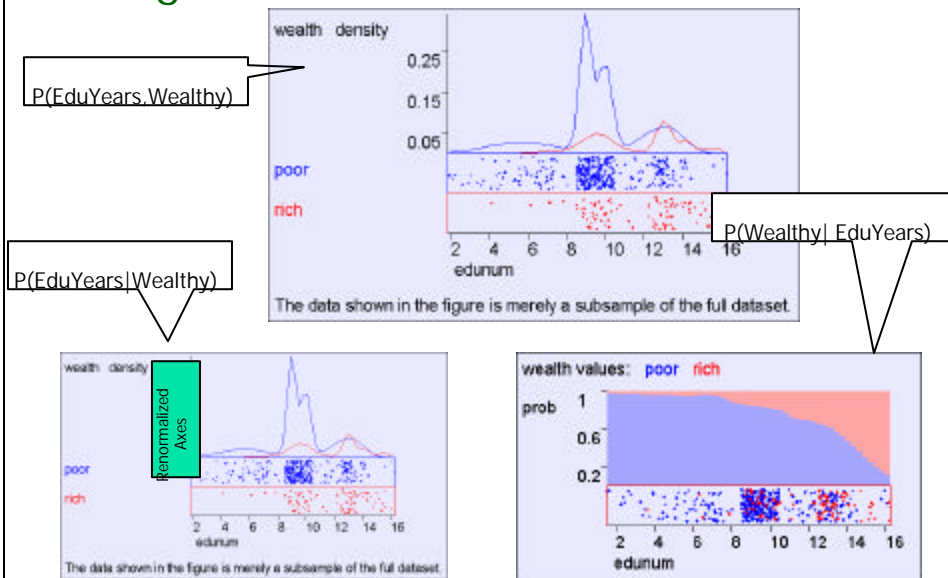 wealth density
0.25
P(EduYears,Wealthy)
0.15
0.05
poor
rich
P(Wealthy| EduYears)
2 4 6 8 10 12 14 16
edunum
P(EduYears|Wealthy)
The data shown in the figure is merely a subsample of the full dataset.
wealth density
Renormalized
Axes
poor
rich
2 4 6 8 10 12 14 16
edunum
The data shown in the figure is merely a subsample of the full dataset.
wealth values: poor rich
prob
1
0.6
0.2
2 4 6 8 10 12 14 16
edunum